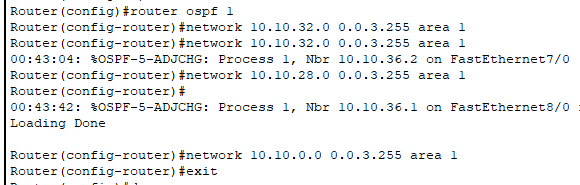 Router(config)#router ospf 1
Router(config-router)#network 10.10.32.0 0.0.3.255 area 1
Router(config-router)#network 10.10.32.0 0.0.3.255 area 1
00:43:04: %OSPF-5-ADJCHG: Process 1, Nbr 10.10.36.2 on FastEthernet7/0
Router(config-router)#network 10.10.28.0 0.0.3.255 area 1
Router(config-router)#
00:43:42: %OSPF-5-ADJCHG: Process 1, Nbr 10.10.36.1 on FastEthernet8/0
Loading Done
Router(config-router)#network 10.10.0.0 0.0.3.255 area 1
Router(config-router)#exit